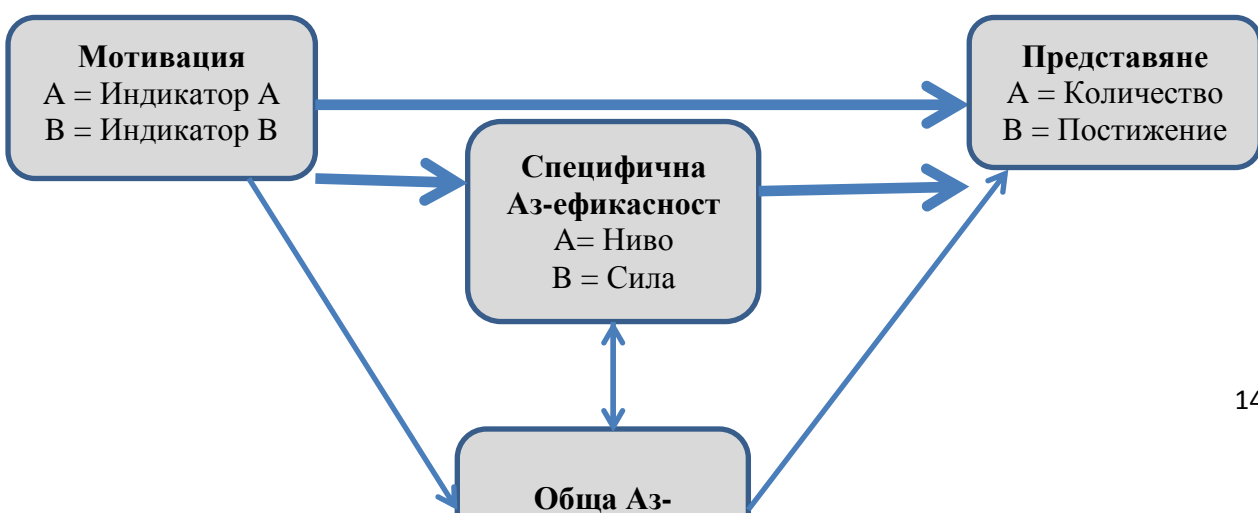 Мотивация
А = Индикатор А
В = Индикатор В
Представяне
А = Количество
В = Постижение
Специфична
Аз-ефикасност
А= Ниво
В = Сила
14
Обща Аз-